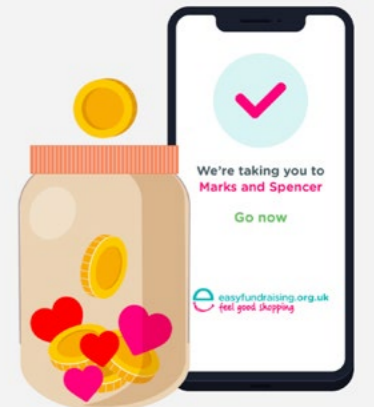 We're taking you to
Marks and Spencer
Go now
easyfundraising.org.uk
feel good shopping